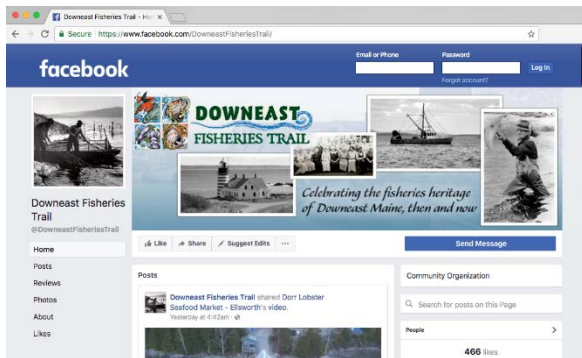 Downeast Fisheries Trail - Ho
Secure https://www.facebook.com/DowneastFisheriesTrail/
facebook
Email or Phone
Password
Log In
Forgot account?
DOWNEAST
FISHERIES TRAIL
Celebrating the fisheries heritage
of Downeast Maine, then and now
Downeast Fisheries
Trail
@DowneastFisheriesTrail
Home
Posts
Reviews
Photos
About
Likes
Like Share Suggest Edits ...
Send Message
Posts
Downeast Fisheries Trail shared Dorr Lobster
Seafood Market - Ellsworth's video.
Yesterday at 4:42am ·
Community Organization
Search for posts on this Page
People
466 likes